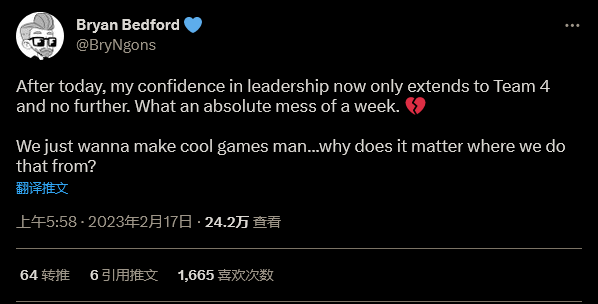 Bryan Bedford
@BryNgons
After today, my confidence in leadership now only extends to Team 4
and no further. What an absolute mess of a week. 💔
We just wanna make cool games man...why does it matter where we do
that from?
翻译推文
上午5:58 · 2023年2月17日 · 24.2万 查看
64 转推 6 引用推文 1,665 喜欢次数